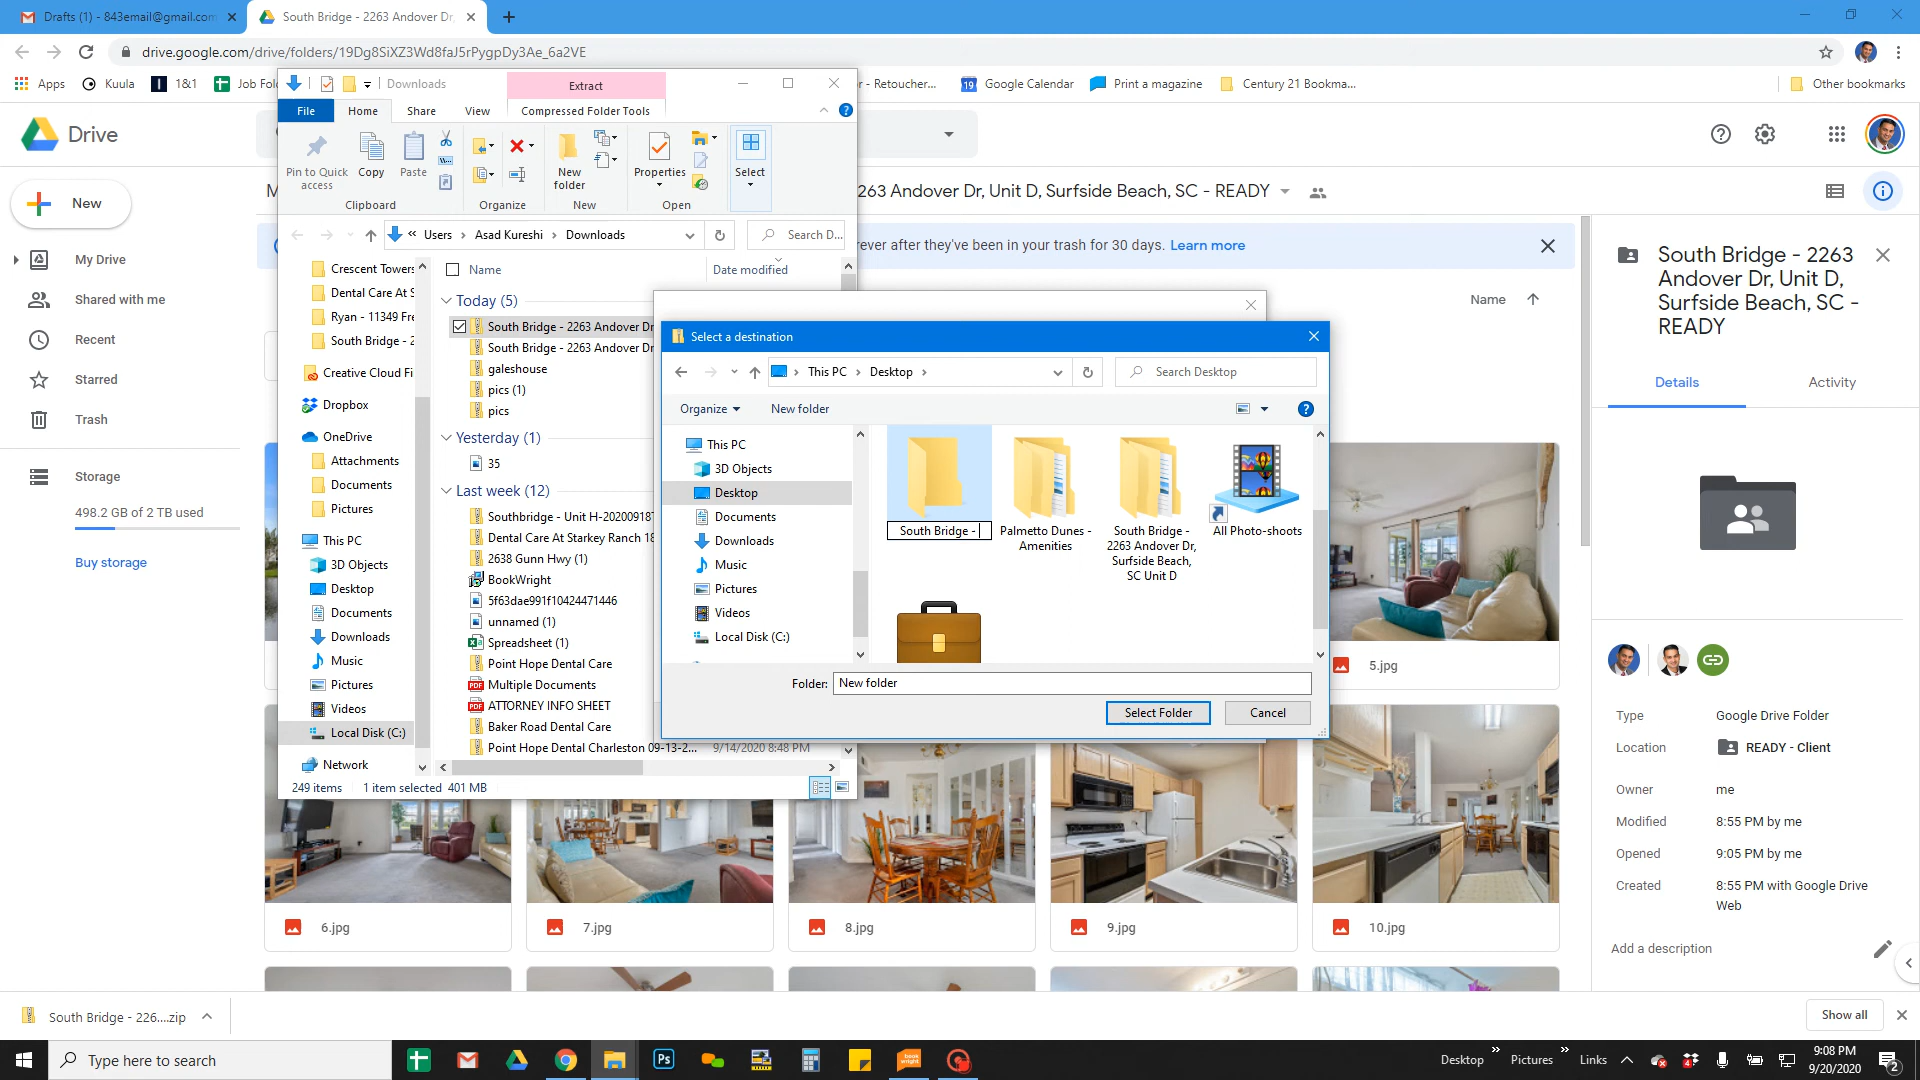 Drafts (1) - 843email@gmail.com
South Bridge - 2263 Andover Dr,
drive.google.com/drive/folders/19Dg8SiXZ3Wd8faJ5rPygpDy3Ae_6a2VE
Apps
Kuula
1&1
Job Fol
r - Retoucher...
Google Calendar
Print a magazine
Century 21 Bookma...
Other bookmarks
Drive
New
My Drive
Shared with me
Recent
Starred
Trash
Storage
498.2 GB of 2 TB used
Buy storage
Downloads
Extract
File
Home
Share
View
Compressed Folder Tools
Pin to Quick access
Copy
Paste
New folder
Properties
Select
Clipboard
Organize
New
Open
« Users > Asad Kureshi > Downloads
Search D...
Crescent Towers
Dental Care At S
Ryan - 11349 Fre
South Bridge - 2
Creative Cloud Fi
Dropbox
OneDrive
Attachments
Documents
Pictures
This PC
3D Objects
Desktop
Documents
Downloads
Music
Pictures
Videos
Local Disk (C:)
Network
Name
Date modified
Today (5)
South Bridge - 2263 Andover Dr
South Bridge - 2263 Andover Dr
galeshouse
pics (1)
pics
Yesterday (1)
35
Last week (12)
Southbridge - Unit H-20200918T
Dental Care At Starkey Ranch 18
2638 Gunn Hwy (1)
BookWright
5f63dae991f10424471446
unnamed (1)
Spreadsheet (1)
Point Hope Dental Care
Multiple Documents
ATTORNEY INFO SHEET
Baker Road Dental Care
Point Hope Dental Charleston 09-13-2...
9/14/2020 8:48 PM
249 items
1 item selected 401 MB
Select a destination
This PC > Desktop >
Search Desktop
Organize
New folder
This PC
3D Objects
Desktop
Documents
Downloads
Music
Pictures
Videos
Local Disk (C:)
South Bridge -
Palmetto Dunes -
Amenities
South Bridge -
2263 Andover Dr,
Surfside Beach,
SC Unit D
All Photo-shoots
Folder:
New folder
Select Folder
Cancel
M
263 Andover Dr, Unit D, Surfside Beach, SC - READY
rever after they've been in your trash for 30 days. Learn more
Name
5.jpg
6.jpg
7.jpg
8.jpg
9.jpg
10.jpg
South Bridge - 2263
Andover Dr, Unit D,
Surfside Beach, SC -
READY
Details
Activity
Type
Google Drive Folder
Location
READY - Client
Owner
me
Modified
8:55 PM by me
Opened
9:05 PM by me
Created
8:55 PM with Google Drive
Web
Add a description
South Bridge - 226....zip
Show all
Type here to search
Desktop
Pictures
Links
9:08 PM
9/20/2020
2